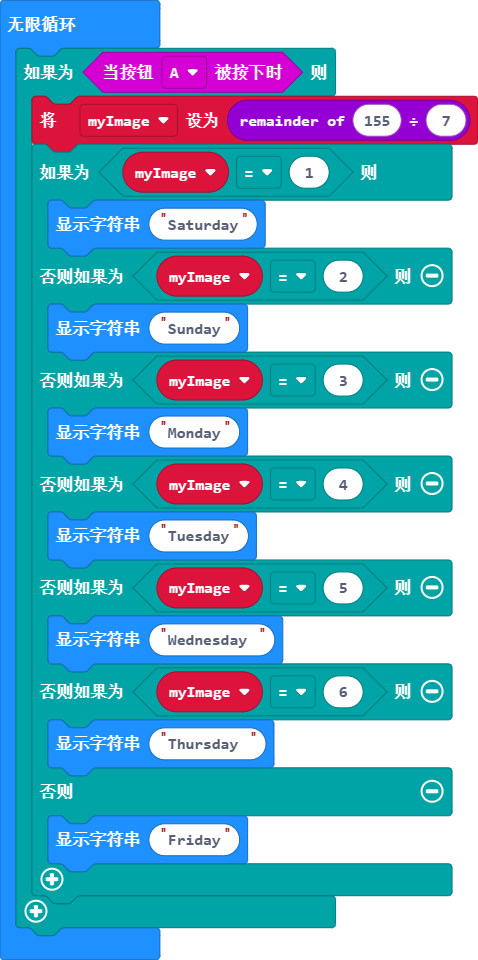 无限循环
如果为 当按钮 A 被按下时 则
将 myImage 设为 remainder of 155 ÷ 7
如果为 myImage = 1 则
显示字符串 "Saturday"
否则如果为 myImage = 2 则
显示字符串 "Sunday"
否则如果为 myImage = 3 则
显示字符串 "Monday"
否则如果为 myImage = 4 则
显示字符串 "Tuesday"
否则如果为 myImage = 5 则
显示字符串 "Wednesday "
否则如果为 myImage = 6 则
显示字符串 "Thursday "
否则
显示字符串 "Friday"